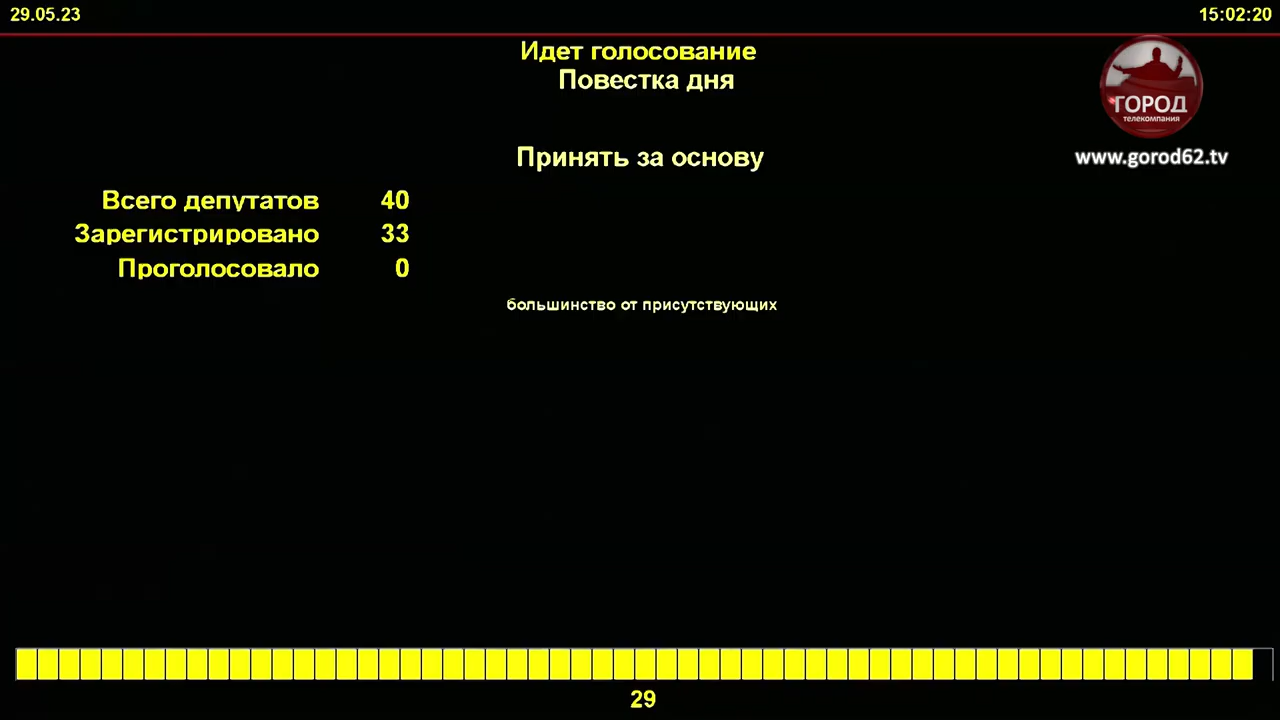 29.05.23
15:02:20
Идет голосование
Повестка дня
ГОРОД
телекомпания
www.gorod62.tv
Принять за основу
Всего депутатов 40
Зарегистрировано 33
Проголосовало 0
большинство от присутствующих
29